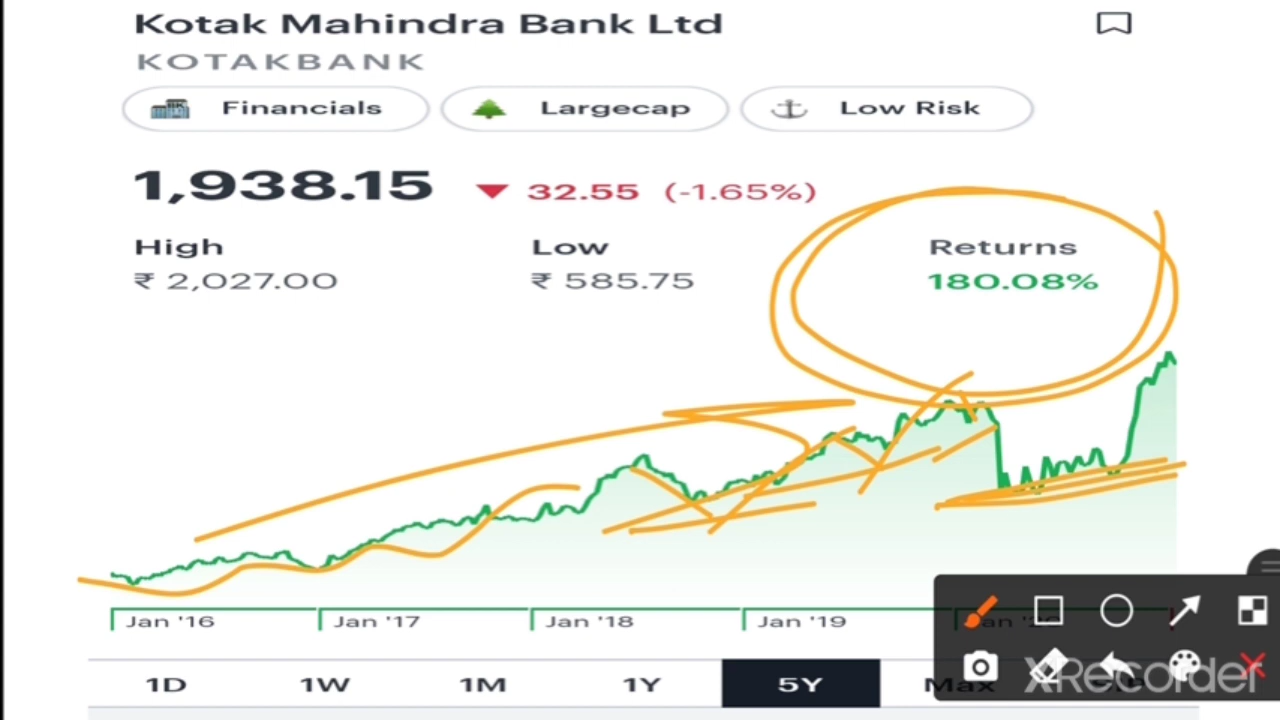 Kotak Mahindra Bank Ltd
KOTAKBANK
Financials Largecap Low Risk
1,938.15 32.55 (-1.65%)
High Low Returns
₹ 2,027.00 ₹ 585.75 180.08%
Jan '16 Jan '17 Jan '18 Jan '19
1D 1W 1M 1Y 5Y Max
XRecorder